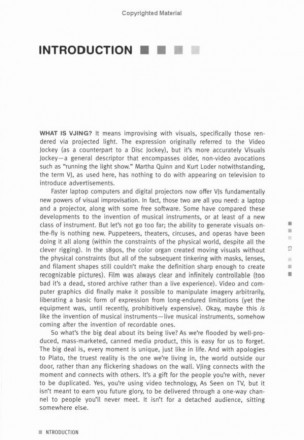 Copyrighted Material
INTRODUCTION
WHAT IS VJING? It means improvising with visuals, specifically those ren-
dered via projected light. The expression originally referred to the Video
Jockey (as a counterpart to a Disc Jockey), but it's more accurately Visuals
Jockey—a general descriptor that encompasses older, non-video avocations
such as "running the light show." Martha Quinn and Kurt Loder notwithstanding,
the term VJ, as used here, has nothing to do with appearing on television to
introduce advertisements.
Faster laptop computers and digital projectors now offer VJs fundamentally
new powers of visual improvisation. In fact, those two are all you need: a laptop
and a projector, along with some free software. Some have compared these
developments to the invention of musical instruments, or at least of a new
class of instrument. But let's not go too far; the ability to generate visuals on-
the-fly is nothing new. Puppeteers, theaters, circuses, and operas have been
doing it all along (within the constraints of the physical world, despite all the
clever rigging). In the 1890s, the color organ created moving visuals without
the physical constraints (but all of the subsequent tinkering with masks, lenses,
and filament shapes still couldn't make the definition sharp enough to create
recognizable pictures). Film was always clear and infinitely controllable (too
bad it's a dead, stored archive rather than a live experience). Video and com-
puter graphics did finally make it possible to manipulate imagery arbitrarily,
liberating a basic form of expression from long-endured limitations (yet the
equipment was, until recently, prohibitively expensive). Okay, maybe this is
like the invention of musical instruments—live musical instruments, somehow
coming after the invention of recordable ones.
So what's the big deal about its being live? As we're flooded by well-pro-
duced, mass-marketed, canned media product, this is easy for us to forget.
The big deal is, every moment is unique, just like in life. And with apologies
to Plato, the truest reality is the one we're living in, the world outside our
door, rather than any flickering shadows on the wall. VJing connects with the
moment and connects with others. It's a gift for the people you're with, never
to be duplicated. Yes, you're using video technology, As Seen on TV, but it
isn't meant to earn you future glory, to be delivered through a one-way chan-
nel to people you'll never meet. It isn't for a detached audience, sitting
somewhere else.
INTRODUCTION